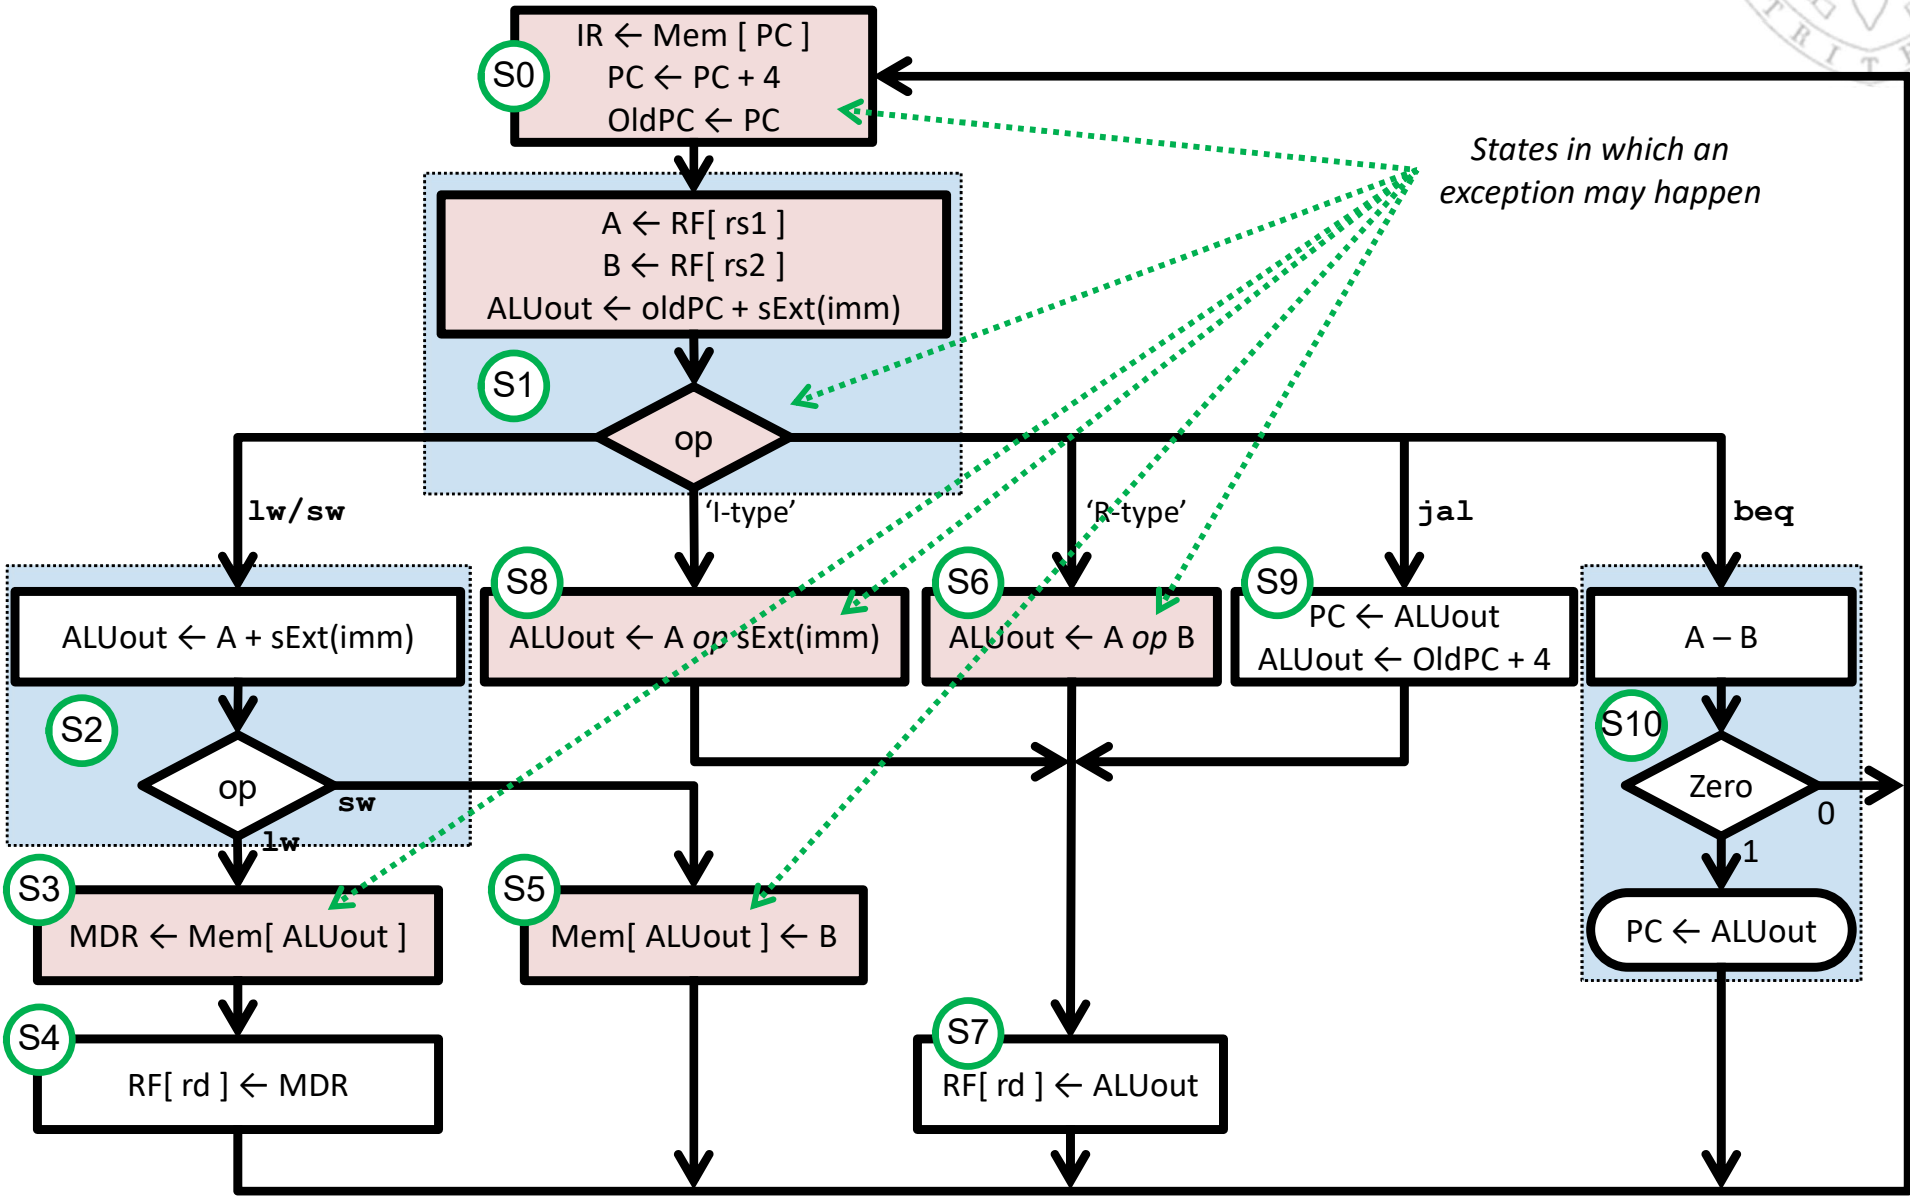 IR ← Mem [ PC ]
S0
PC ← PC + 4
OldPC ← PC
States in which an
exception may happen
A ← RF[ rs1 ]
B ← RF[ rs2 ]
ALUout ← oldPC + sExt(imm)
S1
op
lw/sw
‘I-type’
‘R-type’
jal
beq
S8
S6
S9
ALUout ← A + sExt(imm)
ALUout ← A op sExt(imm)
ALUout ← A op B
PC ← ALUout
ALUout ← OldPC + 4
A – B
S2
S10
op
sw
lw
Zero
0
1
S3
S5
MDR ← Mem[ ALUout ]
Mem[ ALUout ] ← B
PC ← ALUout
S4
S7
RF[ rd ] ← MDR
RF[ rd ] ← ALUout